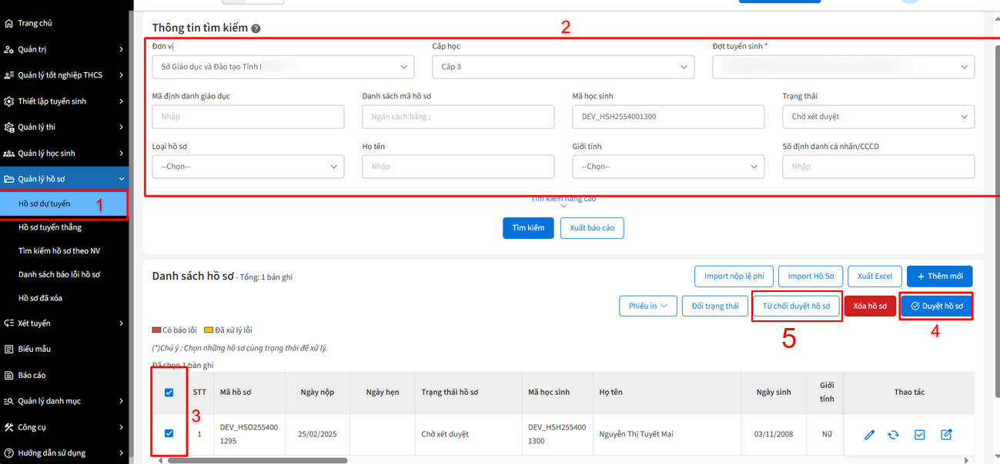 Trang chủ
Quản trị
Quản lý tốt nghiệp THCS
Thiết lập tuyển sinh
Quản lý thi
Quản lý học sinh
Quản lý hồ sơ
Hồ sơ dự tuyển 1
Hồ sơ tuyển thẳng
Tìm kiếm hồ sơ theo NV
Danh sách báo lỗi hồ sơ
Hồ sơ đã xóa
Xét tuyển
Biểu mẫu
Báo cáo
Quản lý danh mục
Công cụ
Hướng dẫn sử dụng
Thông tin tìm kiếm ?
2
Đơn vị Cấp học Đợt tuyển sinh *
Sở Giáo dục và Đào tạo Tỉnh Cấp 3
Mã định danh giáo dục Danh sách mã hồ sơ Mã học sinh Trạng thái
Nhập Ngăn cách bằng ; DEV_HSH2554001300 Chờ xét duyệt
Loại hồ sơ Họ tên Giới tính Số định danh cá nhân/CCCD
--Chọn-- Nhập --Chọn-- Nhập
Tìm kiếm nâng cao
Tìm kiếm Xuất báo cáo
Danh sách hồ sơ - Tổng: 1 bản ghi
Import nộp lệ phí Import Hồ Sơ Xuất Excel + Thêm mới
Phiếu in Đổi trạng thái Từ chối duyệt hồ sơ Xóa hồ sơ Duyệt hồ sơ
5 4
Có báo lỗi Đã xử lý lỗi
(*)Chú ý : Chọn những hồ sơ cùng trạng thái để xử lý.
Đã chọn 1 bản ghi
STT Mã hồ sơ Ngày nộp Ngày hẹn Trạng thái hồ sơ Mã học sinh Họ tên Ngày sinh Giới tính Thao tác
3
1 DEV_HSO255400 25/02/2025 Chờ xét duyệt DEV_HSH255400 Nguyễn Thị Tuyết Mai 03/11/2008 Nữ
1295 1300